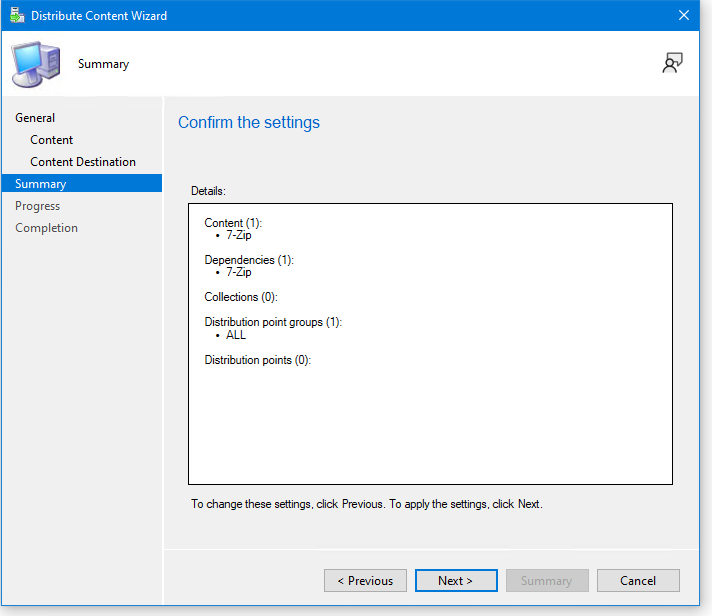 Distribute Content Wizard
Summary
General
Content
Content Destination
Summary
Progress
Completion
Confirm the settings
Details:
Content (1):
• 7-Zip
Dependencies (1):
• 7-Zip
Collections (0):
Distribution point groups (1):
• ALL
Distribution points (0):
To change these settings, click Previous. To apply the settings, click Next.
< Previous
Next >
Summary
Cancel